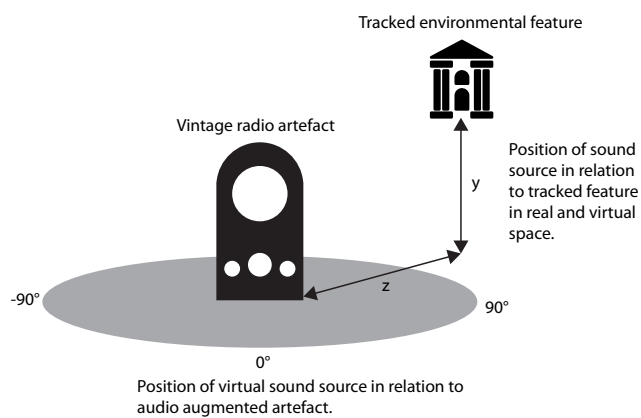 Tracked environmental feature
Vintage radio artefact
Position of sound
source in relation
to tracked feature
in real and virtual
space.
y
z
-90°
90°
0°
Position of virtual sound source in relation to
audio augmented artefact.